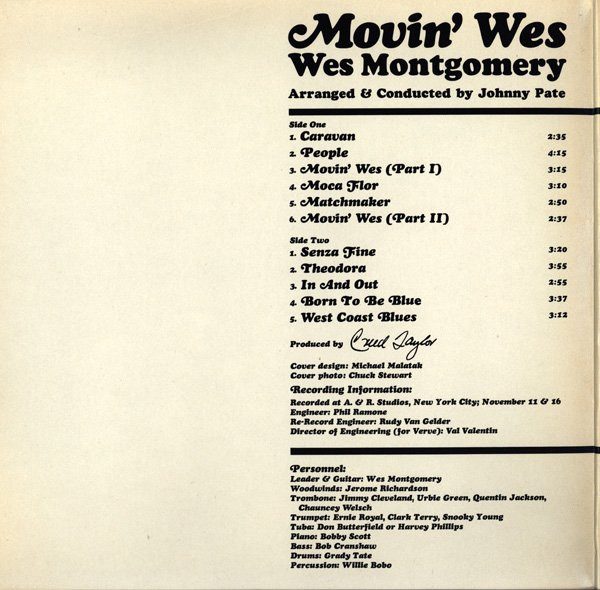 Movin' Wes
Wes Montgomery
Arranged & Conducted by Johnny Pate
Side One
1. Caravan 2:35
2. People 4:15
3. Movin' Wes (Part I) 3:15
4. Moca Flor 3:10
5. Matchmaker 2:50
6. Movin' Wes (Part II) 2:37
Side Two
1. Senza Fine 3:20
2. Theodora 3:55
3. In And Out 2:55
4. Born To Be Blue 3:37
5. West Coast Blues 3:12
Produced by Creed Taylor
Cover design: Michael Malatak
Cover photo: Chuck Stewart
Recording Information:
Recorded at A. & R. Studios, New York City; November 11 & 16
Engineer: Phil Ramone
Re-Record Engineer: Rudy Van Gelder
Director of Engineering (for Verve): Val Valentin
Personnel:
Leader & Guitar: Wes Montgomery
Woodwinds: Jerome Richardson
Trombone: Jimmy Cleveland, Urbie Green, Quentin Jackson,
Chauncey Welsch
Trumpet: Ernie Royal, Clark Terry, Snooky Young
Tuba: Don Butterfield or Harvey Phillips
Piano: Bobby Scott
Bass: Bob Cranshaw
Drums: Grady Tate
Percussion: Willie Bobo